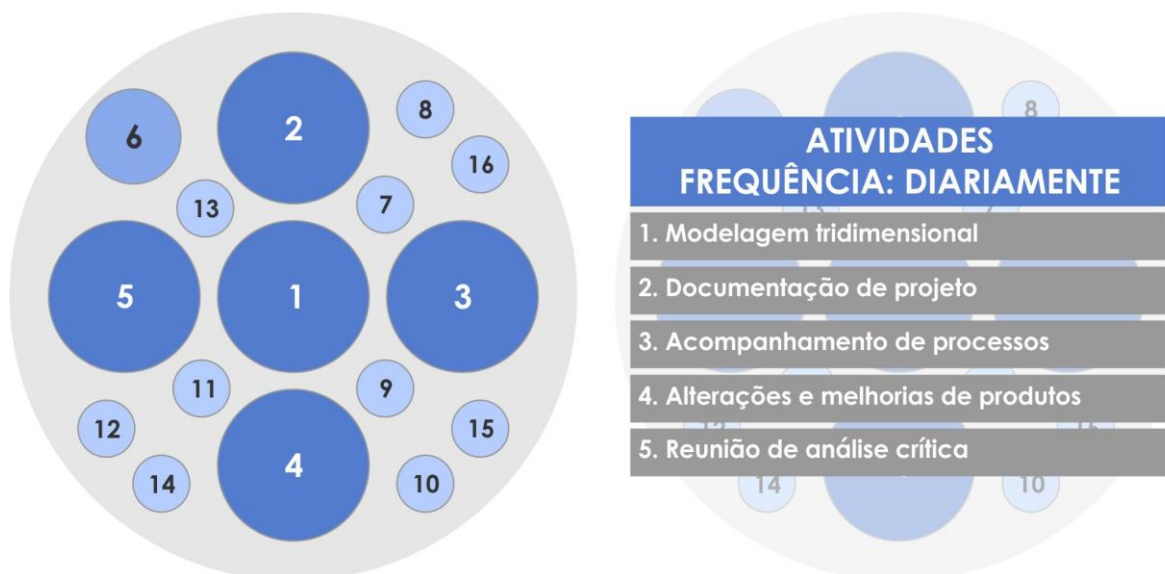 2
8
6
16
13
7
5
1
3
11
9
12
15
14
4
10
8
ATIVIDADES
FREQUÊNCIA: DIARIAMENTE
1. Modelagem tridimensional
2. Documentação de projeto
3. Acompanhamento de processos
4. Alterações e melhorias de produtos
5. Reunião de análise crítica
14
10